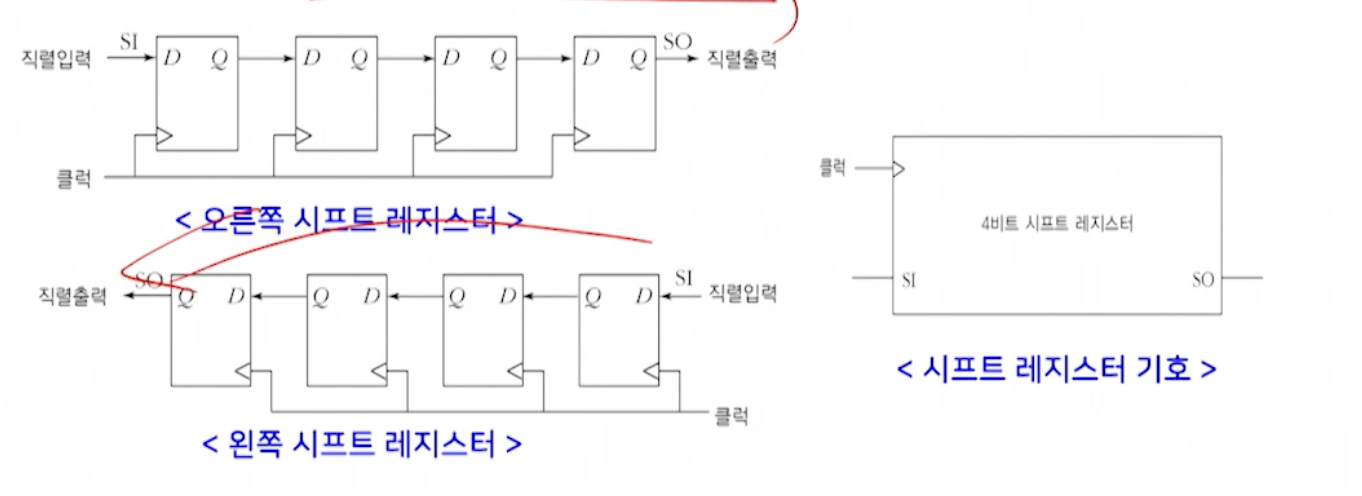 SI
SO
직렬입력
D Q
D Q
D Q
D Q
직렬출력
클럭
< 오른쪽 시프트 레지스터 >
SO
SI
직렬출력
Q D
Q D
Q D
Q D
직렬입력
클럭
< 왼쪽 시프트 레지스터 >
클럭
4비트 시프트 레지스터
SI
SO
< 시프트 레지스터 기호 >